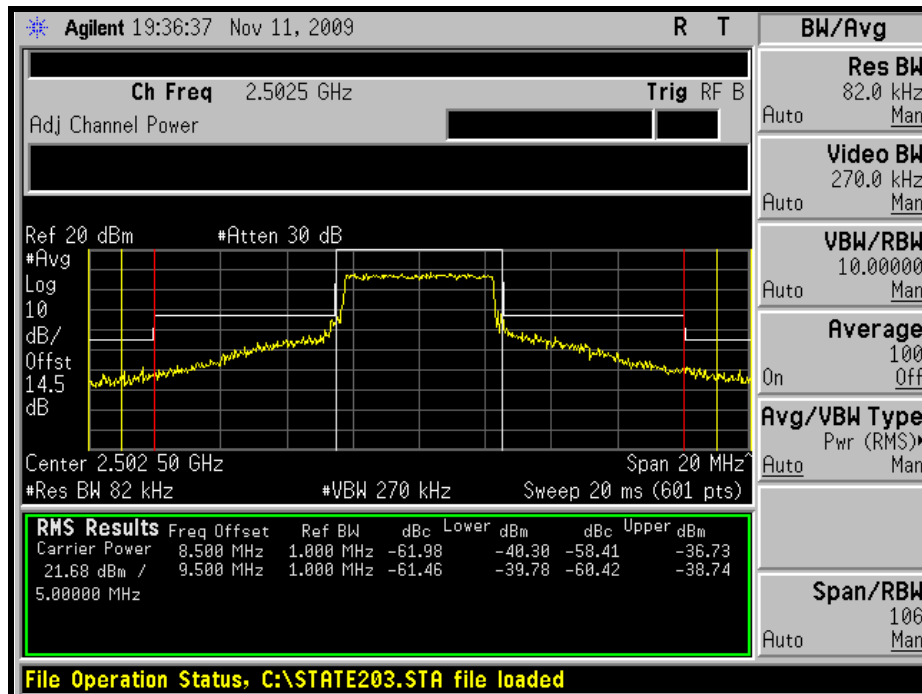 Agilent 19:36:37 Nov 11, 2009 R T
Ch Freq 2.5025 GHz Trig RF B
Adj Channel Power
Ref 20 dBm #Atten 30 dB
#Avg
Log
10
dB/
Offst
14.5
dB
Center 2.502 50 GHz Span 20 MHz^
#Res BW 82 kHz #VBW 270 kHz Sweep 20 ms (601 pts)
RMS Results Freq Offset Ref BW dBc Lower dBm dBc Upper dBm
Carrier Power 8.500 MHz 1.000 MHz -61.98 -40.30 -58.41 -36.73
21.68 dBm / 9.500 MHz 1.000 MHz -61.46 -39.78 -60.42 -38.74
5.00000 MHz
File Operation Status, C:\STATE203.STA file loaded
BW/Avg
Res BW
82.0 kHz
Auto Man
Video BW
270.0 kHz
Auto Man
VBW/RBW
10.00000
Auto Man
Average
100
On Off
Avg/VBW Type
Pwr (RMS)
Auto Man
Span/RBW
106
Auto Man